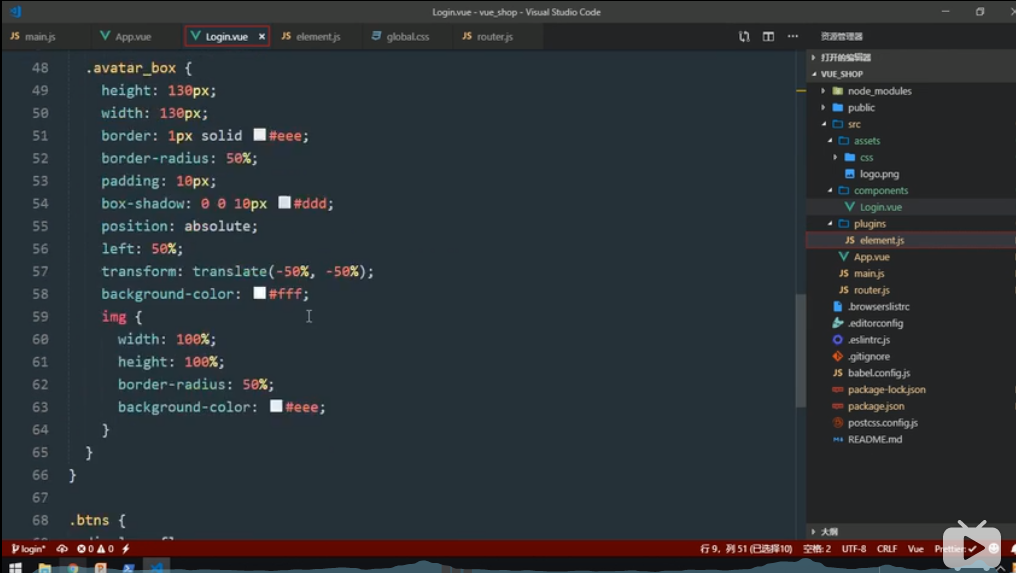 Login.vue - vue_shop - Visual Studio Code
JS main.js
App.vue
Login.vue ×
JS element.js
global.css
JS router.js
资源管理器
48 .avatar_box {
49 height: 130px;
50 width: 130px;
51 border: 1px solid #eee;
52 border-radius: 50%;
53 padding: 10px;
54 box-shadow: 0 0 10px #ddd;
55 position: absolute;
56 left: 50%;
57 transform: translate(-50%, -50%);
58 background-color: #fff;
59 img {
60 width: 100%;
61 height: 100%;
62 border-radius: 50%;
63 background-color: #eee;
64 }
65 }
66 }
67
68 .btns {
打开的编辑器
VUE_SHOP
node_modules
public
src
assets
css
logo.png
components
Login.vue
plugins
JS element.js
App.vue
JS main.js
JS router.js
.browserslistrc
.editorconfig
.eslintrc.js
.gitignore
JS babel.config.js
package-lock.json
package.json
postcss.config.js
README.md
大纲
login* 0 0 行 9，列 51 (已选择10) 空格: 2 UTF-8 CRLF Vue Prettier: ✓